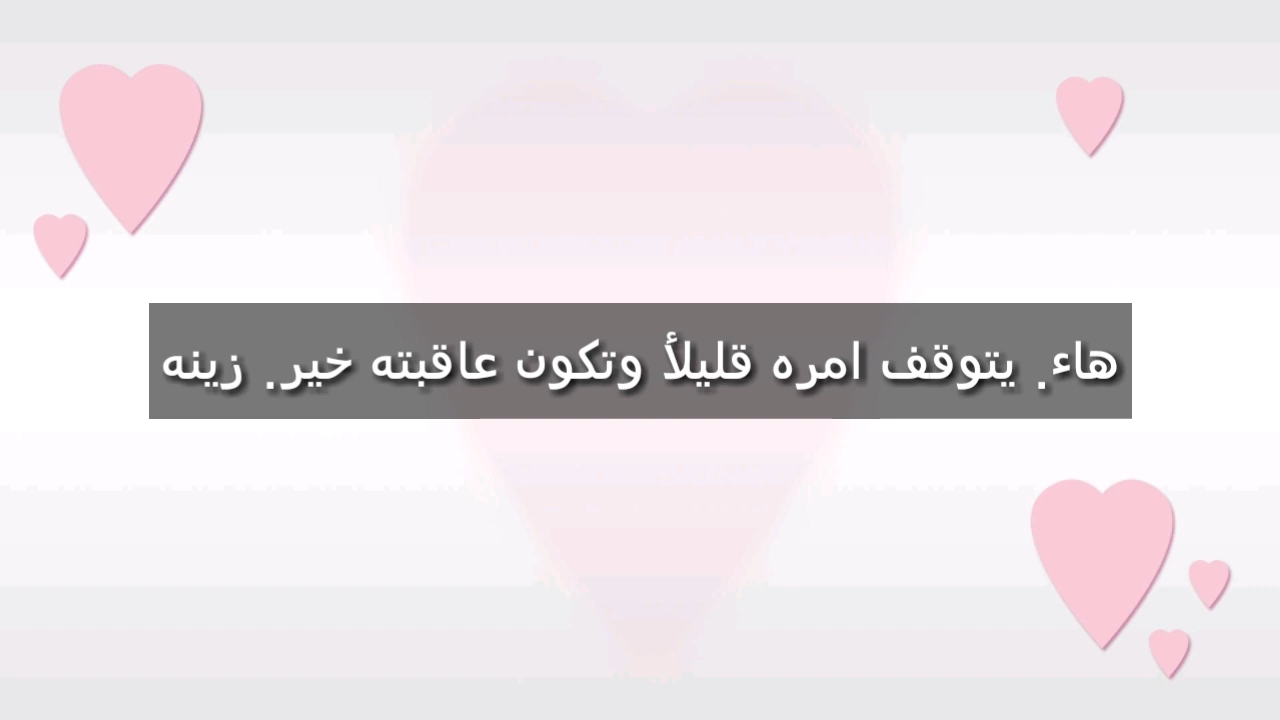 هاء. يتوقف امره قليلأ وتكون عاقبته خير. زينه